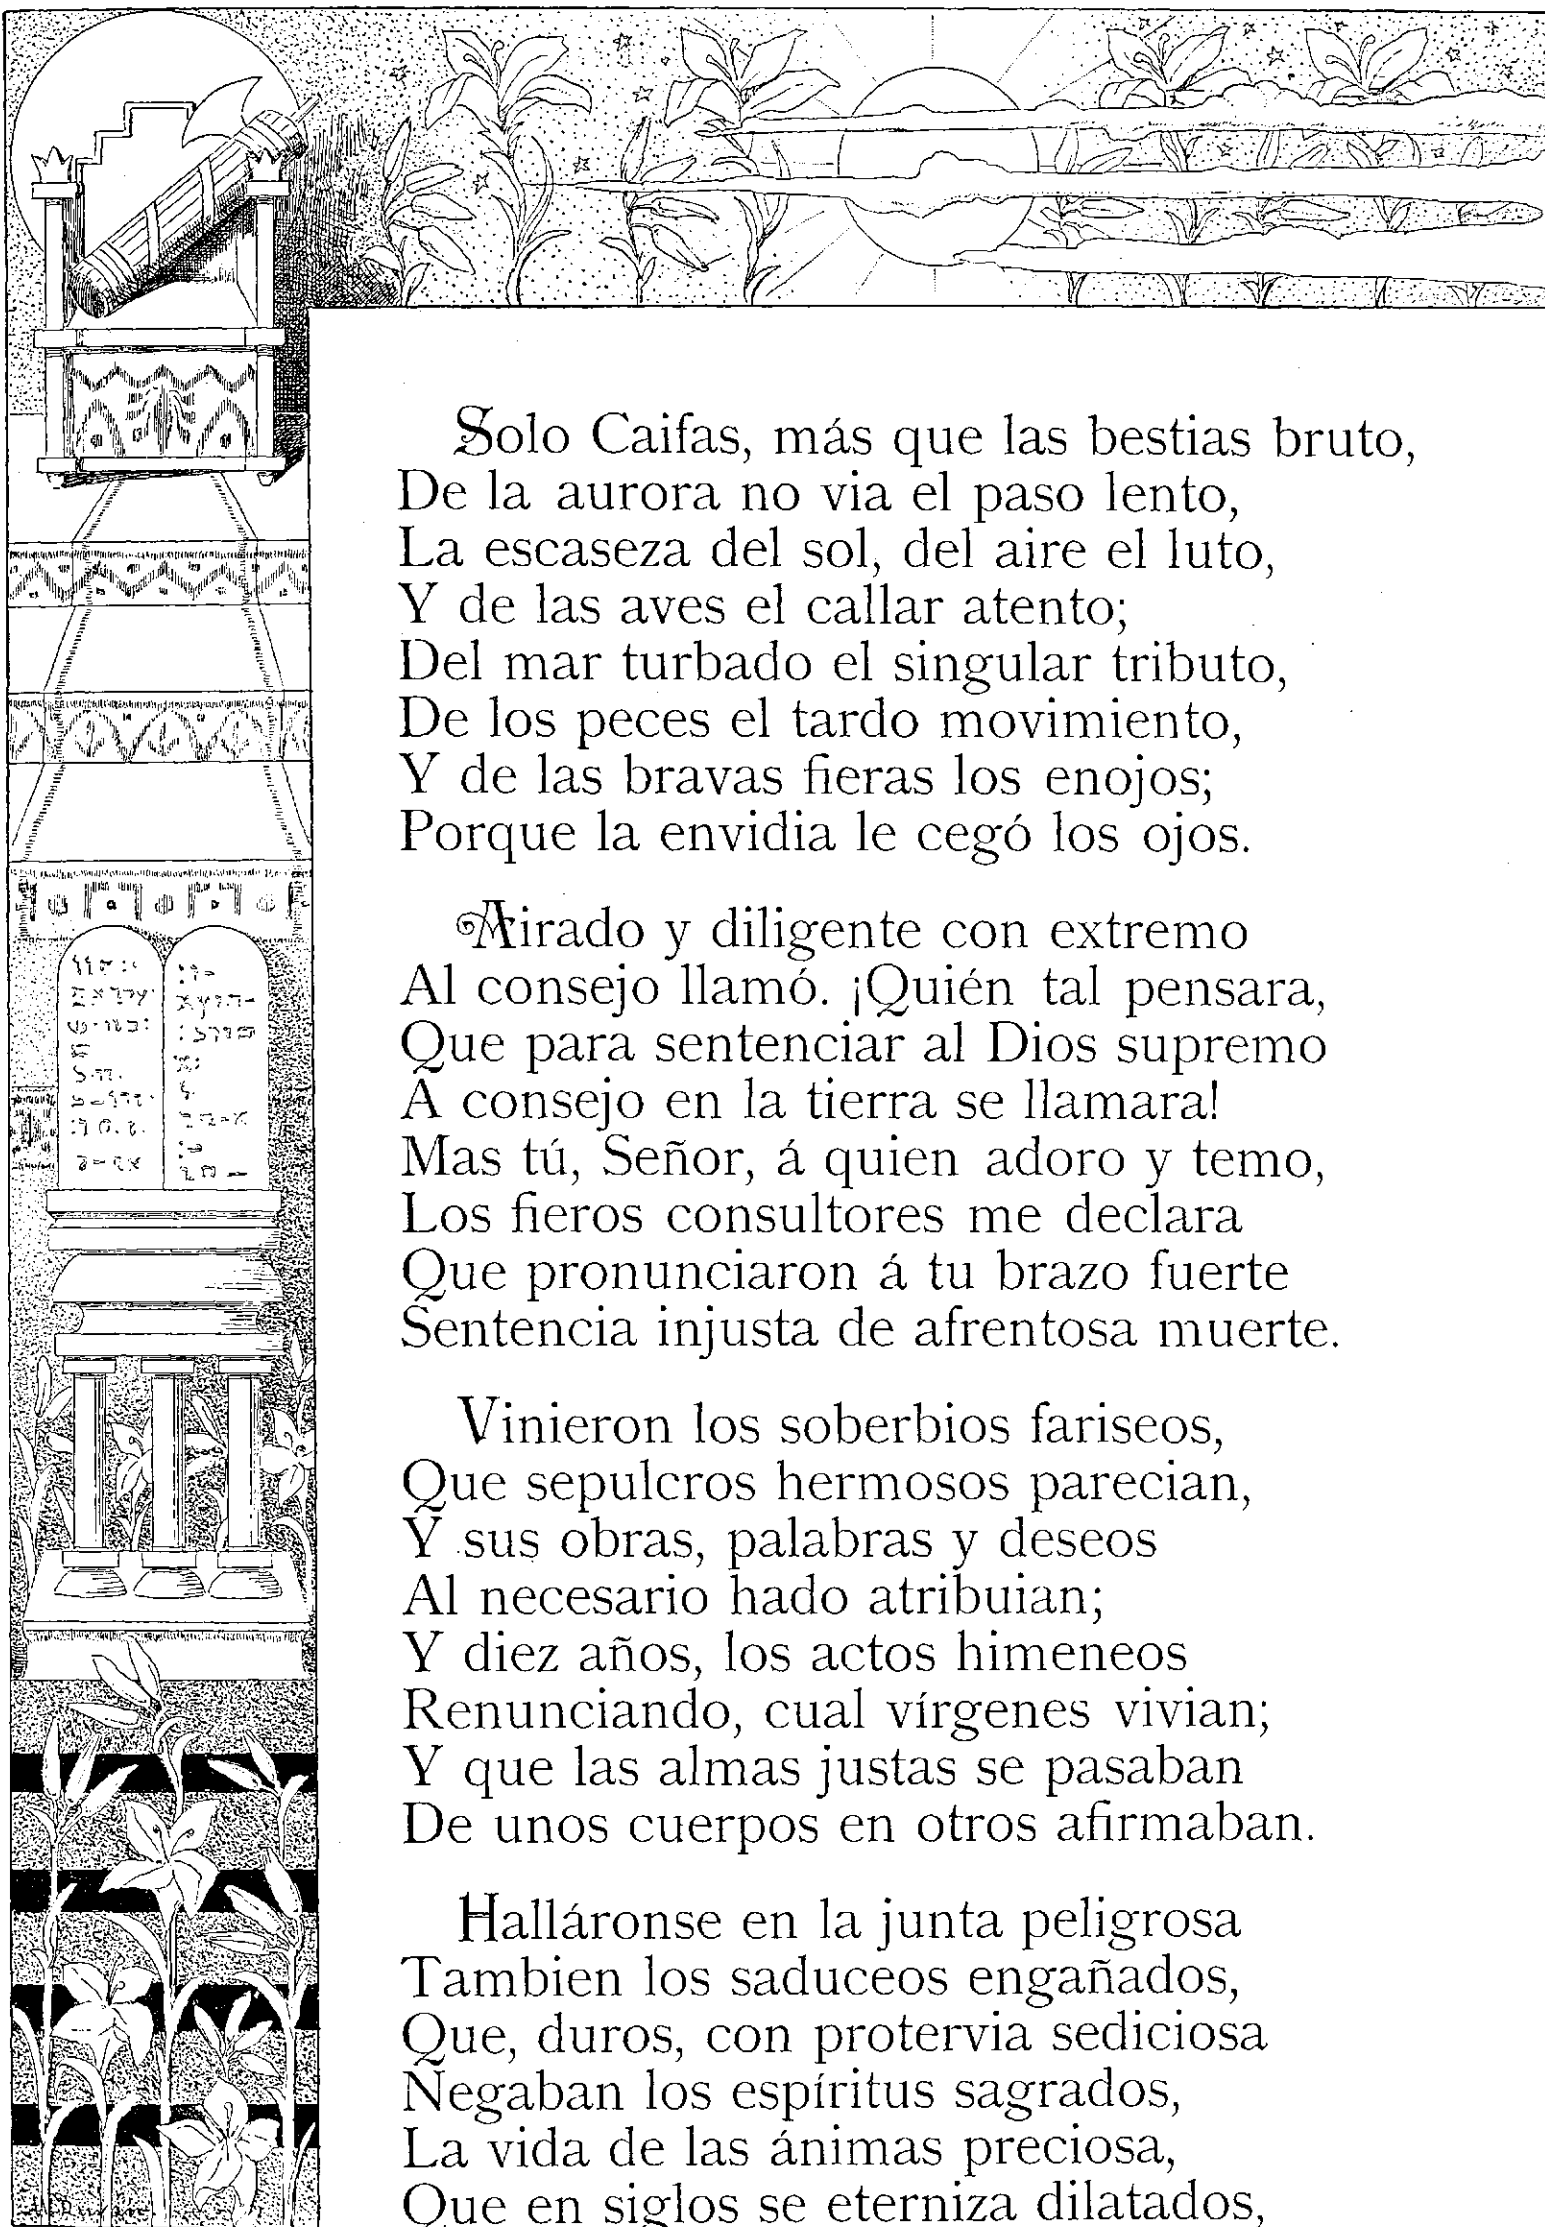 Solo Caifas, más que las bestias bruto,
De la aurora no via el paso lento,
La escaseza del sol, del aire el luto,
Y de las aves el callar atento;
Del mar turbado el singular tributo,
De los peces el tardo movimiento,
Y de las bravas fieras los enojos;
Porque la envidia le cegó los ojos.
Airado y diligente con extremo
Al consejo llamó. ¡Quién tal pensara,
Que para sentenciar al Dios supremo
A consejo en la tierra se llamara!
Mas tú, Señor, á quien adoro y temo,
Los fieros consultores me declara
Que pronunciaron á tu brazo fuerte
Sentencia injusta de afrentosa muerte.
Vinieron los soberbios fariseos,
Que sepulcros hermosos parecian,
Y sus obras, palabras y deseos
Al necesario hado atribuian;
Y diez años, los actos himeneos
Renunciando, cual vírgenes vivian;
Y que las almas justas se pasaban
De unos cuerpos en otros afirmaban.
Halláronse en la junta peligrosa
Tambien los saduceos engañados,
Que, duros, con protervia sediciosa
Negaban los espíritus sagrados,
La vida de las ánimas preciosa,
Que en siglos se eterniza dilatados,